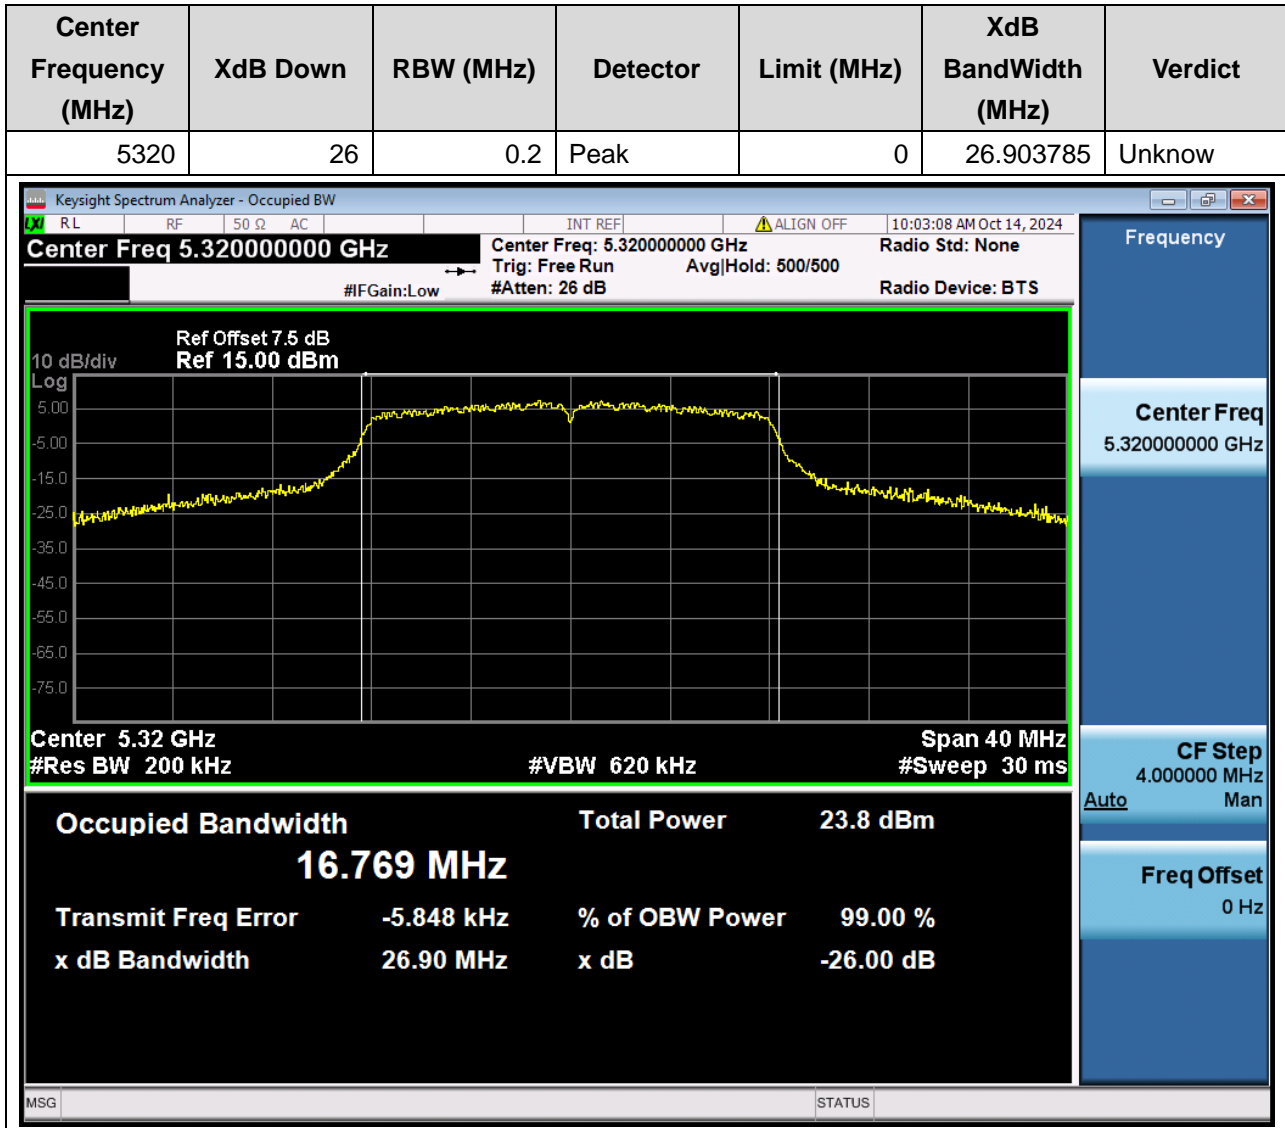 Center Frequency (MHz) XdB Down RBW (MHz) Detector Limit (MHz) XdB BandWidth (MHz) Verdict
5320 26 0.2 Peak 0 26.903785 Unknow
Keysight Spectrum Analyzer - Occupied BW
LXI RL RF 50 Ω AC INT REF ALIGN OFF 10:03:08 AM Oct 14, 2024
Center Freq 5.320000000 GHz
Center Freq: 5.320000000 GHz
Radio Std: None
Trig: Free Run Avg|Hold: 500/500
#IFGain:Low
#Atten: 26 dB
Radio Device: BTS
Ref Offset 7.5 dB
10 dB/div Ref 15.00 dBm
Log
5.00
-5.00
-15.0
-25.0
-35.0
-45.0
-55.0
-65.0
-75.0
Center 5.32 GHz Span 40 MHz
#Res BW 200 kHz #VBW 620 kHz #Sweep 30 ms
Occupied Bandwidth Total Power 23.8 dBm
16.769 MHz
Transmit Freq Error -5.848 kHz % of OBW Power 99.00 %
x dB Bandwidth 26.90 MHz x dB -26.00 dB
MSG STATUS
Frequency
Center Freq
5.320000000 GHz
CF Step
4.000000 MHz
Auto Man
Freq Offset
0 Hz